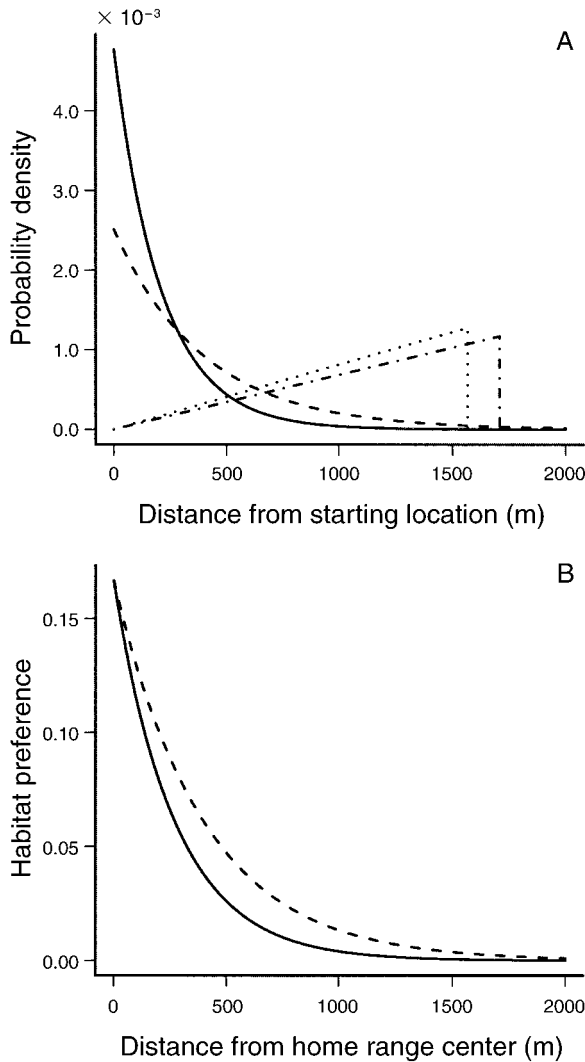 × 10⁻³
A
Probability density
4.0
3.0
2.0
1.0
0.0
0 500 1000 1500 2000
Distance from starting location (m)
B
Habitat preference
0.15
0.10
0.05
0.00
0 500 1000 1500 2000
Distance from home range center (m)